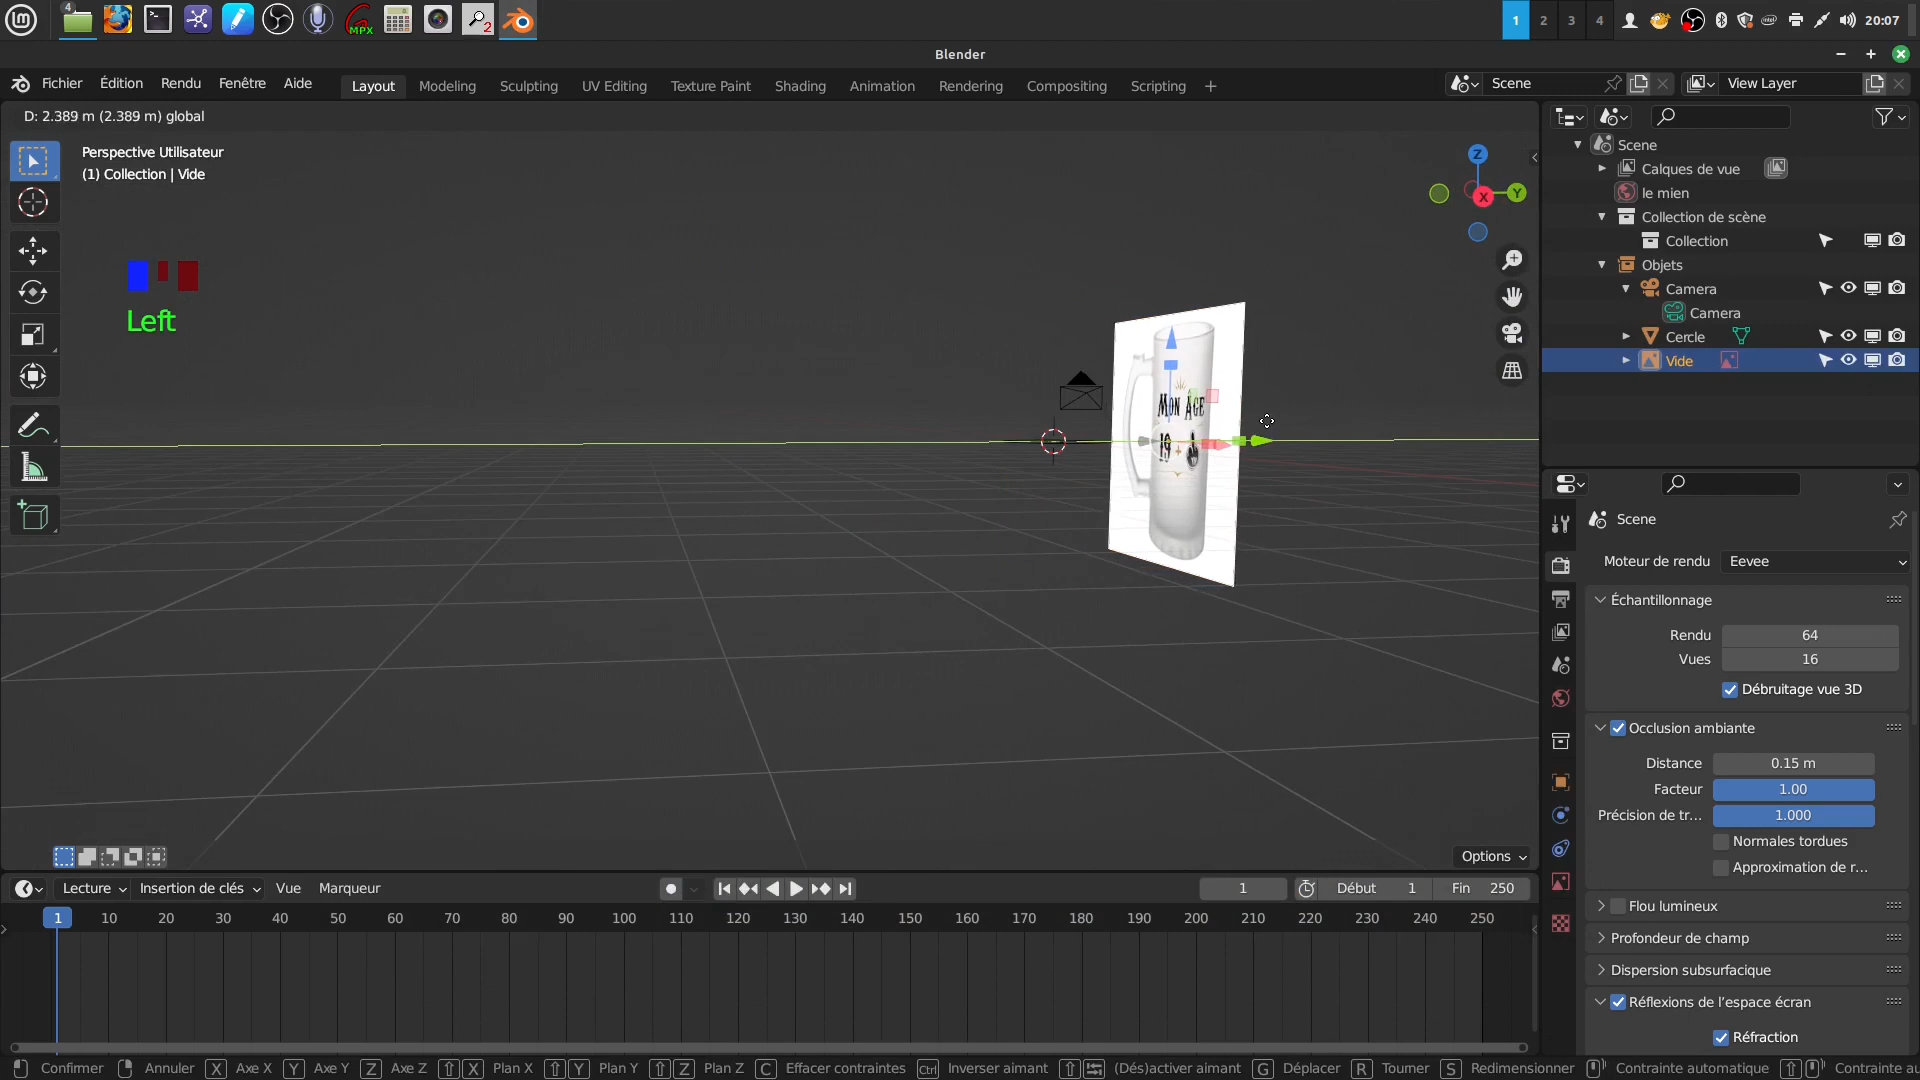 4
MPX
2
1
2
3
4
20:07
Blender
Fichier
Édition
Rendu
Fenêtre
Aide
Layout
Modeling
Sculpting
UV Editing
Texture Paint
Shading
Animation
Rendering
Compositing
Scripting
+
Scene
View Layer
D: 2.389 m (2.389 m) global
Perspective Utilisateur
(1) Collection | Vide
Left
Z
Y
X
MON ÂGE
19
Options
Scene
Calques de vue
le mien
Collection de scène
Collection
Objets
Camera
Camera
Cercle
Vide
Scene
Moteur de rendu
Eevee
Échantillonnage
Rendu
64
Vues
16
Débruitage vue 3D
Occlusion ambiante
Distance
0.15 m
Facteur
1.00
Précision de tr...
1.000
Normales tordues
Approximation de r...
Flou lumineux
Profondeur de champ
Dispersion subsurfacique
Réflexions de l'espace écran
Réfraction
Lecture
Insertion de clés
Vue
Marqueur
1
Début
1
Fin
250
1
10
20
30
40
50
60
70
80
90
100
110
120
130
140
150
160
170
180
190
200
210
220
230
240
250
Confirmer
Annuler
X
Axe X
Y
Axe Y
Z
Axe Z
X
Plan X
Y
Plan Y
Z
Plan Z
C
Effacer contraintes
Ctrl
Inverser aimant
(Dés)activer aimant
G
Déplacer
R
Tourner
S
Redimensionner
Contrainte automatique
Contrainte au